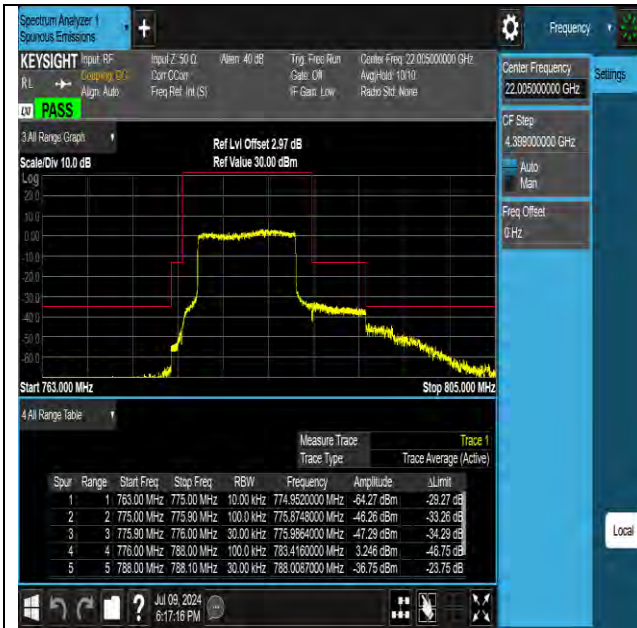 Spectrum Analyzer 1
Spurious Emissions
Frequency
KEYSIGHT Input: RF Input Z: 50 Ω Atten: 40 dB Trig: Free Run Center Freq: 22.005000000 GHz
RL Coupling: DC Corr CCorr Gate: Off Avg|Hold: 10/10
Align: Auto Freq Ref: Int (S) IF Gain: Low Radio Std: None
LXI PASS
Center Frequency
22.005000000 GHz
Settings
CF Step
4.399000000 GHz
Auto
Man
Freq Offset
0 Hz
3 All Range Graph
Ref Lvl Offset 2.97 dB
Scale/Div 10.0 dB Ref Value 30.00 dBm
Log
20.0
10.0
0.00
-10.0
-20.0
-30.0
-40.0
-50.0
-60.0
Start 763.000 MHz Stop 805.000 MHz
4 All Range Table
Measure Trace Trace 1
Trace Type Trace Average (Active)
Spur Range Start Freq Stop Freq RBW Frequency Amplitude ΔLimit
1 1 763.00 MHz 775.00 MHz 10.00 kHz 774.9520000 MHz -64.27 dBm -29.27 dB
2 2 775.00 MHz 775.90 MHz 100.0 kHz 775.8748000 MHz -46.26 dBm -33.26 dB
3 3 775.90 MHz 776.00 MHz 30.00 kHz 775.9864000 MHz -47.29 dBm -34.29 dB
4 4 776.00 MHz 788.00 MHz 100.0 kHz 783.4160000 MHz 3.246 dBm -46.75 dB
5 5 788.00 MHz 788.10 MHz 30.00 kHz 788.0087000 MHz -36.75 dBm -23.75 dB
Local
Jul 09, 2024
6:17:16 PM